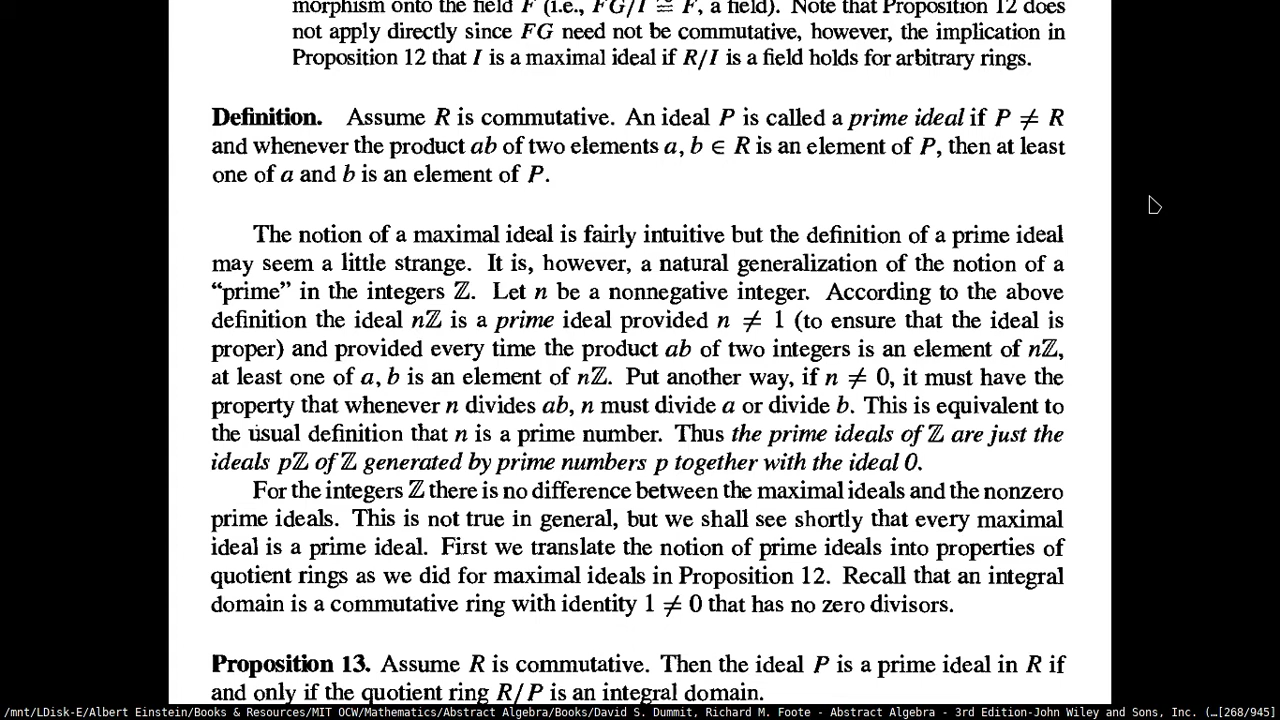 morphism onto the field F (i.e., FG/I ≅ F, a field). Note that Proposition 12 does
not apply directly since FG need not be commutative, however, the implication in
Proposition 12 that I is a maximal ideal if R/I is a field holds for arbitrary rings.
Definition. Assume R is commutative. An ideal P is called a prime ideal if P ≠ R
and whenever the product ab of two elements a, b ∈ R is an element of P, then at least
one of a and b is an element of P.
The notion of a maximal ideal is fairly intuitive but the definition of a prime ideal
may seem a little strange. It is, however, a natural generalization of the notion of a
“prime” in the integers ℤ. Let n be a nonnegative integer. According to the above
definition the ideal nℤ is a prime ideal provided n ≠ 1 (to ensure that the ideal is
proper) and provided every time the product ab of two integers is an element of nℤ,
at least one of a, b is an element of nℤ. Put another way, if n ≠ 0, it must have the
property that whenever n divides ab, n must divide a or divide b. This is equivalent to
the usual definition that n is a prime number. Thus the prime ideals of ℤ are just the
ideals pℤ of ℤ generated by prime numbers p together with the ideal 0.
For the integers ℤ there is no difference between the maximal ideals and the nonzero
prime ideals. This is not true in general, but we shall see shortly that every maximal
ideal is a prime ideal. First we translate the notion of prime ideals into properties of
quotient rings as we did for maximal ideals in Proposition 12. Recall that an integral
domain is a commutative ring with identity 1 ≠ 0 that has no zero divisors.
Proposition 13. Assume R is commutative. Then the ideal P is a prime ideal in R if
and only if the quotient ring R/P is an integral domain.
/mnt/LDisk-E/Albert Einstein/Books & Resources/MIT OCW/Mathematics/Abstract Algebra/Books/David S. Dummit, Richard M. Foote - Abstract Algebra - 3rd Edition-John Wiley and Sons, Inc. (…[268/945]